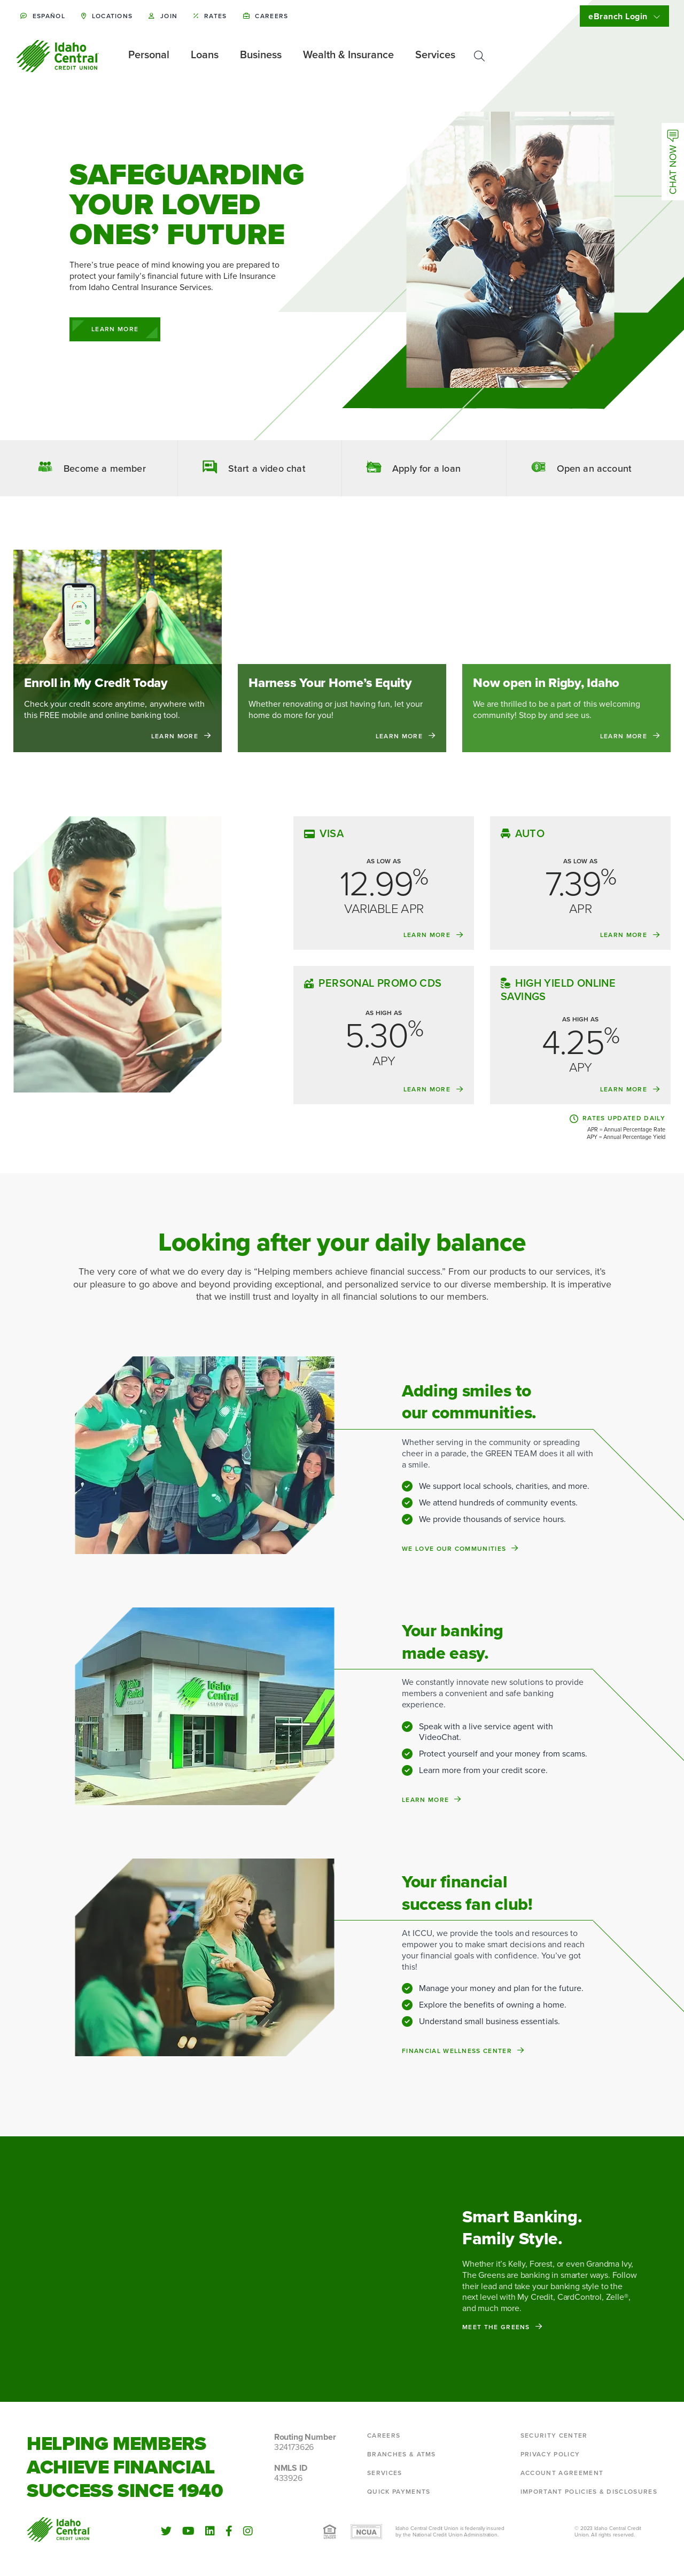 ESPAÑOL
LOCATIONS
JOIN
RATES
CAREERS
eBranch Login
Idaho
Central
CREDIT UNION
Personal
Loans
Business
Wealth & Insurance
Services
CHAT NOW
SAFEGUARDING
YOUR LOVED
ONES’ FUTURE
There’s true peace of mind knowing you are prepared to
protect your family’s financial future with Life Insurance
from Idaho Central Insurance Services.
LEARN MORE
Become a member
Start a video chat
Apply for a loan
Open an account
Enroll in My Credit Today
Check your credit score anytime, anywhere with
this FREE mobile and online banking tool.
LEARN MORE
Harness Your Home’s Equity
Whether renovating or just having fun, let your
home do more for you!
LEARN MORE
Now open in Rigby, Idaho
We are thrilled to be a part of this welcoming
community! Stop by and see us.
LEARN MORE
VISA
AS LOW AS
12.99%
VARIABLE APR
LEARN MORE
AUTO
AS LOW AS
7.39%
APR
LEARN MORE
PERSONAL PROMO CDS
AS HIGH AS
5.30%
APY
LEARN MORE
HIGH YIELD ONLINE
SAVINGS
AS HIGH AS
4.25%
APY
LEARN MORE
RATES UPDATED DAILY
APR = Annual Percentage Rate
APY = Annual Percentage Yield
Looking after your daily balance
The very core of what we do every day is “Helping members achieve financial success.” From our products to our services, it’s
our pleasure to go above and beyond providing exceptional, and personalized service to our diverse membership. It is imperative
that we instill trust and loyalty in all financial solutions to our members.
Adding smiles to
our communities.
Whether serving in the community or spreading
cheer in a parade, the GREEN TEAM does it all with
a smile.
We support local schools, charities, and more.
We attend hundreds of community events.
We provide thousands of service hours.
WE LOVE OUR COMMUNITIES
Idaho
Central
CREDIT UNION
Your banking
made easy.
We constantly innovate new solutions to provide
members a convenient and safe banking
experience.
Speak with a live service agent with
VideoChat.
Protect yourself and your money from scams.
Learn more from your credit score.
LEARN MORE
Your financial
success fan club!
At ICCU, we provide the tools and resources to
empower you to make smart decisions and reach
your financial goals with confidence. You’ve got
this!
Manage your money and plan for the future.
Explore the benefits of owning a home.
Understand small business essentials.
FINANCIAL WELLNESS CENTER
Smart Banking.
Family Style.
Whether it’s Kelly, Forest, or even Grandma Ivy,
The Greens are banking in smarter ways. Follow
their lead and take your banking style to the
next level with My Credit, CardControl, Zelle®,
and much more.
MEET THE GREENS
HELPING MEMBERS
ACHIEVE FINANCIAL
SUCCESS SINCE 1940
Routing Number
324173626
NMLS ID
433926
CAREERS
BRANCHES & ATMS
SERVICES
QUICK PAYMENTS
SECURITY CENTER
PRIVACY POLICY
ACCOUNT AGREEMENT
IMPORTANT POLICIES & DISCLOSURES
Idaho
Central
CREDIT UNION
NCUA
Idaho Central Credit Union is federally insured
by the National Credit Union Administration.
© 2023 Idaho Central Credit
Union. All rights reserved.